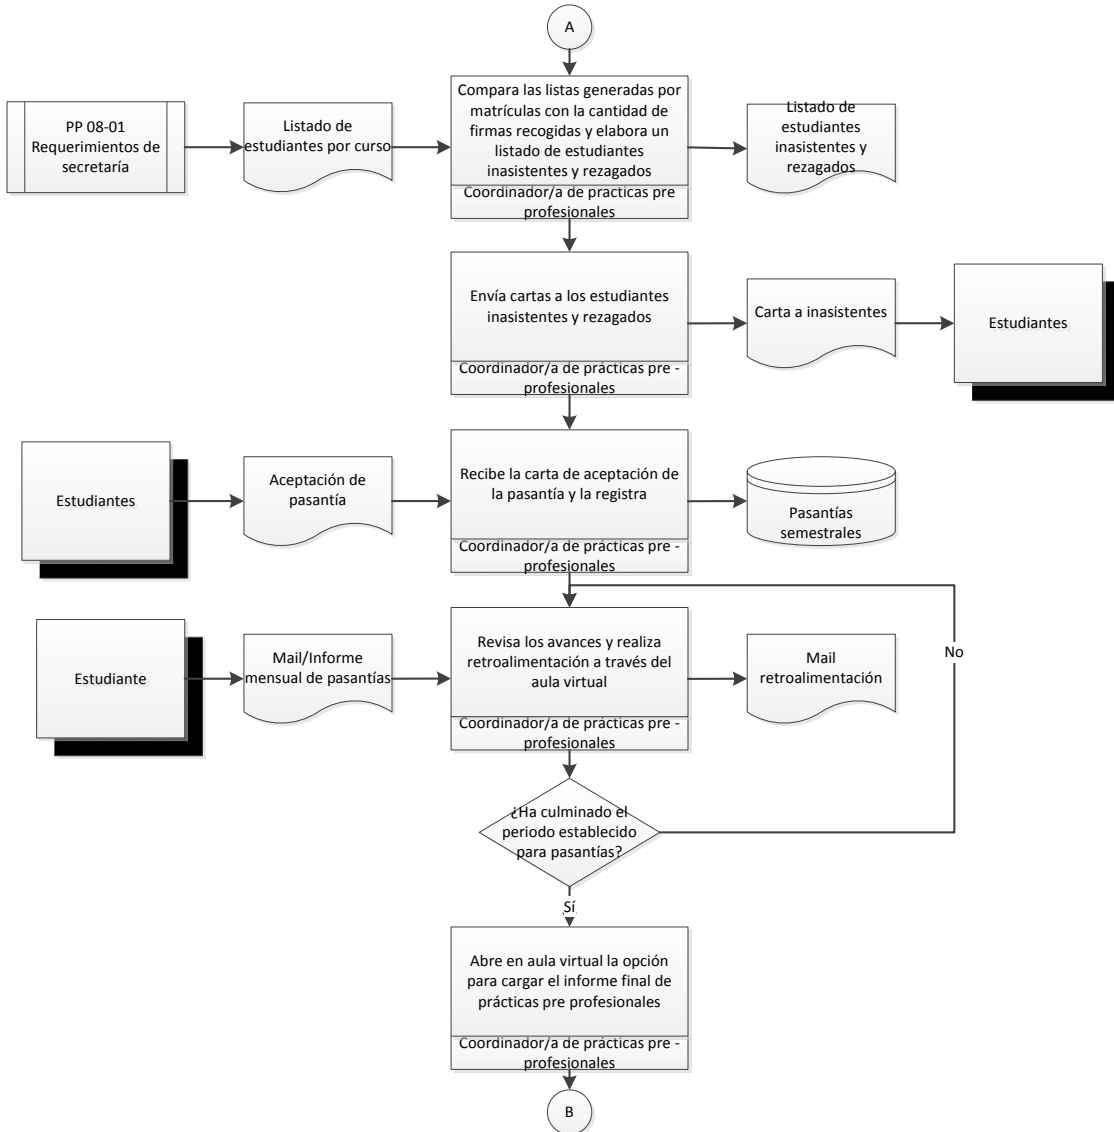 A
PP 08-01
Requerimientos de
secretaría
Listado de
estudiantes por curso
Compara las listas generadas por
matrículas con la cantidad de
firmas recogidas y elabora un
listado de estudiantes
inasistentes y rezagados
Coordinador/a de practicas pre
profesionales
Listado de
estudiantes
inasistentes y
rezagados
Envía cartas a los estudiantes
inasistentes y rezagados
Coordinador/a de prácticas pre -
profesionales
Carta a inasistentes
Estudiantes
Estudiantes
Aceptación de
pasantía
Recibe la carta de aceptación de
la pasantía y la registra
Coordinador/a de prácticas pre -
profesionales
Pasantías
semestrales
Estudiante
Mail/Informe
mensual de pasantías
Revisa los avances y realiza
retroalimentación a través del
aula virtual
Coordinador/a de prácticas pre -
profesionales
Mail
retroalimentación
No
¿Ha culminado el
periodo establecido
para pasantías?
Sí
Abre en aula virtual la opción
para cargar el informe final de
prácticas pre profesionales
Coordinador/a de prácticas pre -
profesionales
B